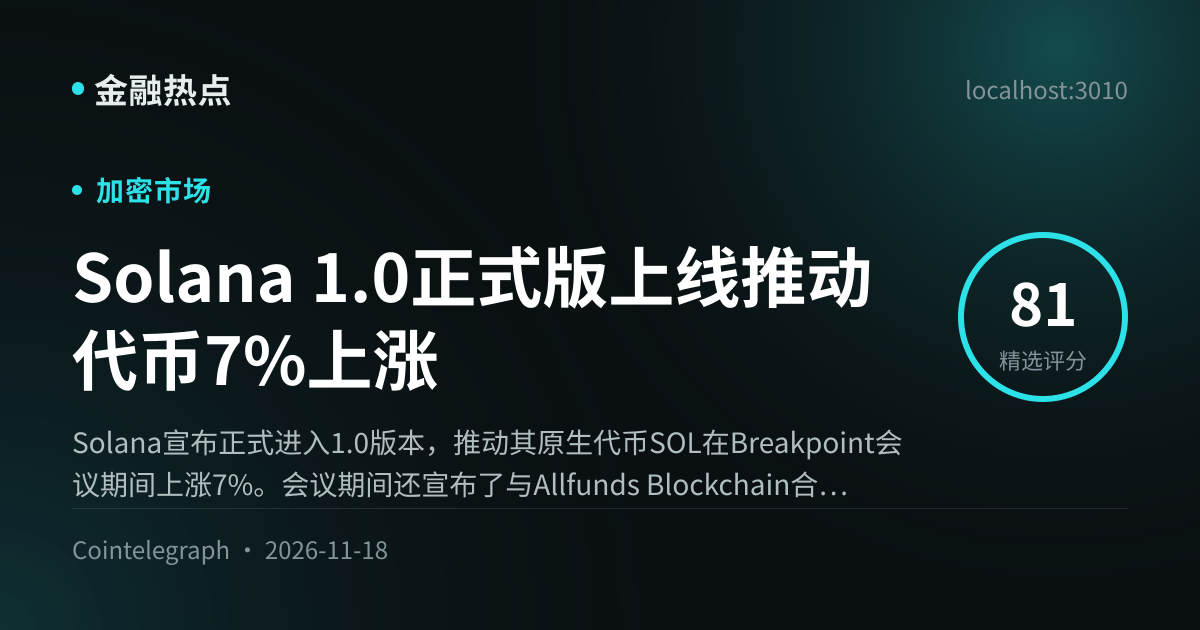 金融热点
localhost:3010
加密市场
Solana 1.0正式版上线推动
代币7%上涨
81
精选评分
Solana宣布正式进入1.0版本，推动其原生代币SOL在Breakpoint会
议期间上涨7%。会议期间还宣布了与Allfunds Blockchain合…
Cointelegraph · 2026-11-18